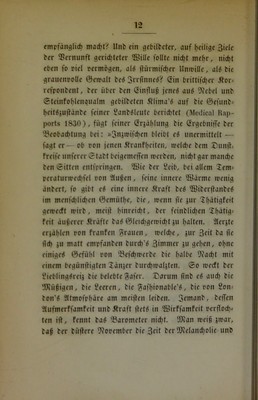 12
empfänglich macht? Und ein gebildeter, auf heilige Ziele
der Vernunft gerichteter Wille sollte nicht mehr, nicht
eben so viel vermögen, als stürmischer Unwille, als die
grauenvolle Gewalt des Irrsinnes? Ein brittischer Kor-
respondent, der über den Einfluß jenes aus Nebel und
Steinkohlenqualm gebildeten Klima's auf die Gesund-
heitszustände seiner Landsleute berichtet (Medical Rap-
ports 1830), fügt seiner Erzählung die Ergebnisse der
Beobachtung bei: »Inzwischen bleibt es unermittelt —
sagt er — ob von jenen Krankheiten, welche dem Dunst-
kreise unserer Stadt beigemessen werden, nicht gar manche
den Sitten entspringen. Wie der Leib, bei allem Tem-
peraturwechsel von Außen, seine innere Wärme wenig
ändert, so gibt es eine innere Kraft des Widerstandes
im menschlichen Gemüthe, die, wenn sie zur Thätigkeit
geweckt wird, meist hinreicht, der feindlichen Thätig-
keit äußerer Kräfte das Gleichgewicht zu halten. Aerzte
erzählen von kranken Frauen, welche, zur Zeit da sie
sich zu matt empfanden durch's Zimmer zu gehen, ohne
einiges Gefühl von Beschwerde die halbe Nacht mit
einem begünstigten Tänzer durchwalzten. So weckt der
Lieblingsreiz die belebte Faser. Darum sind es auch die
Müßigen, die Leeren, die Fashionable's, die von Lon-
don's Atmosphäre am meisten leiden. Jemand, dessen
Aufmerksamkeit und Kraft stets in Wirksamkeit verfloch-
ten ist, kennt das Barometer nicht. Man weiß zwar,
daß der düstere November die Zeit der Melancholie und